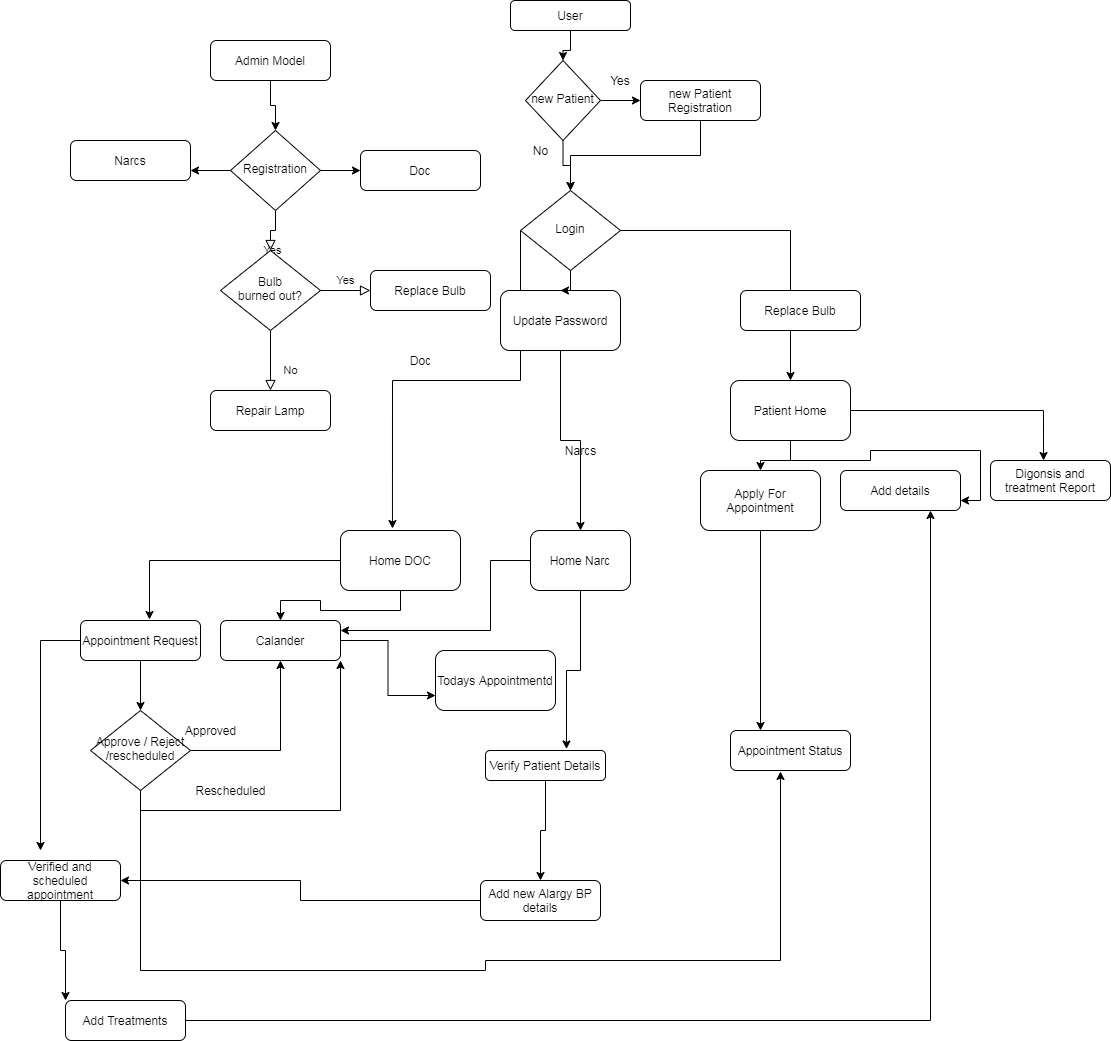 User
Admin Model
new Patient
Yes
new Patient
Registration
No
Narcs
Registration
Doc
Login
Yes
Bulb
burned out?
Yes
Replace Bulb
Update Password
Replace Bulb
No
Doc
Repair Lamp
Patient Home
Narcs
Digonsis and
treatment Report
Apply For
Appointment
Add details
Home DOC
Home Narc
Appointment Request
Calander
Todays Appointmentd
Approve / Reject
/rescheduled
Approved
Appointment Status
Verify Patient Details
Rescheduled
Verified and
scheduled
appointment
Add new Alargy BP
details
Add Treatments